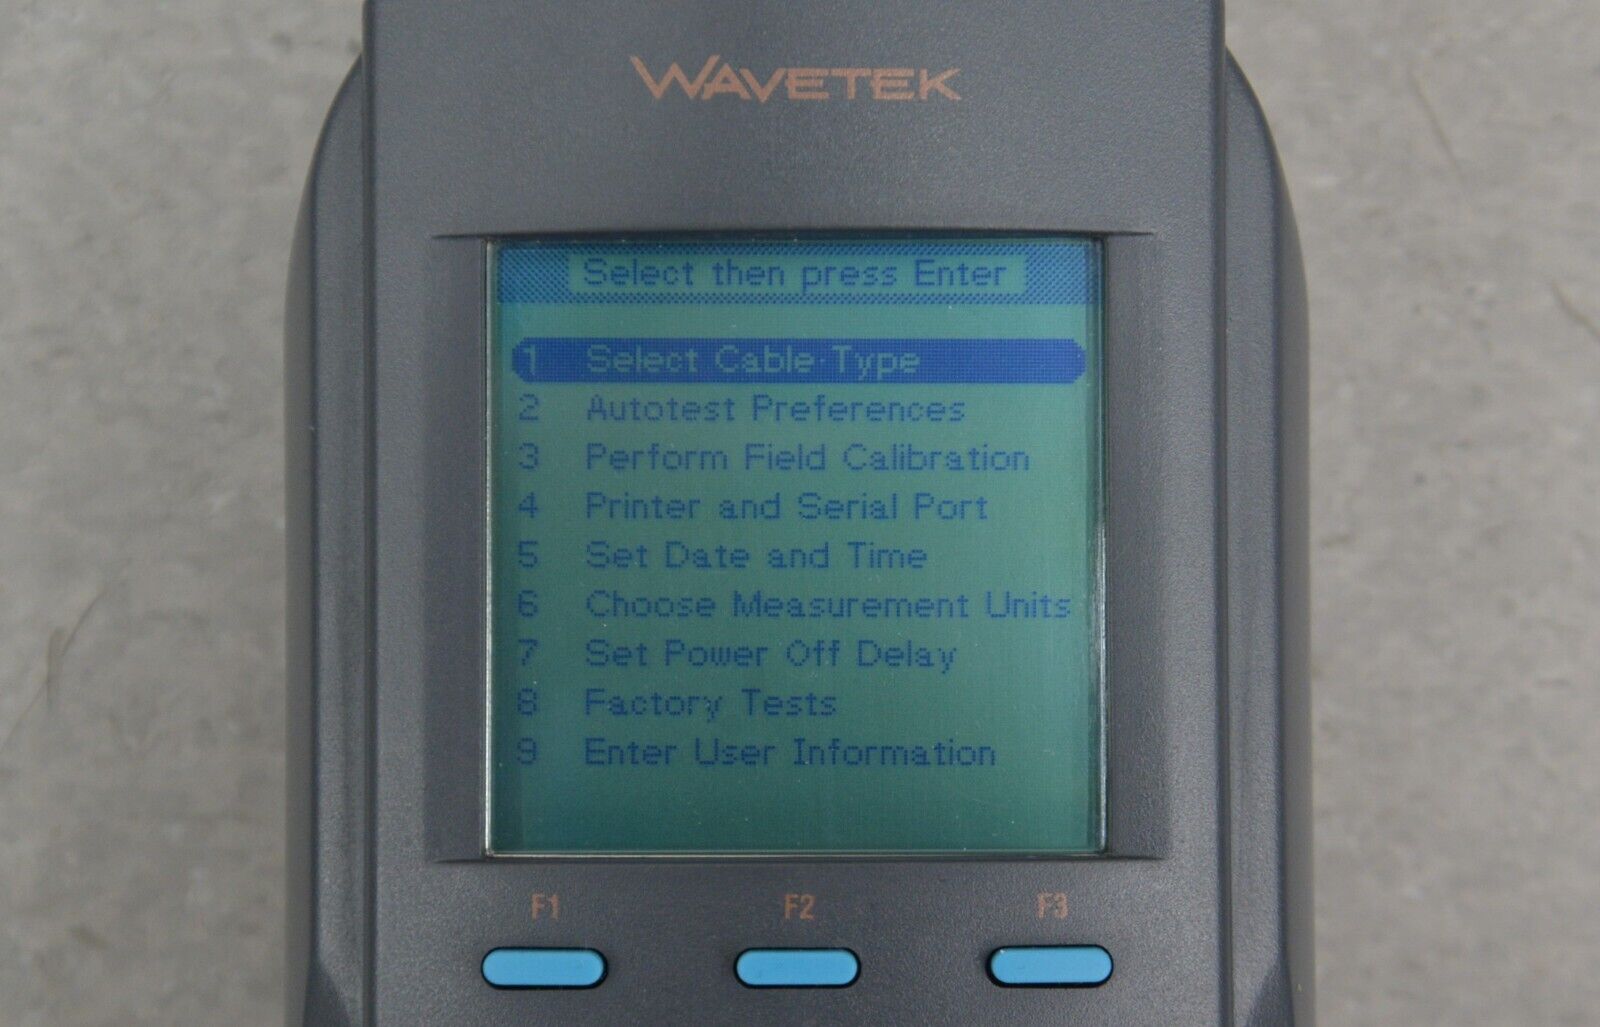 WAVETEK
Select then press Enter
1 Select Cable Type
2 Autotest Preferences
3 Perform Field Calibration
4 Printer and Serial Port
5 Set Date and Time
6 Choose Measurement Units
7 Set Power Off Delay
8 Factory Tests
9 Enter User Information
F1 F2 F3